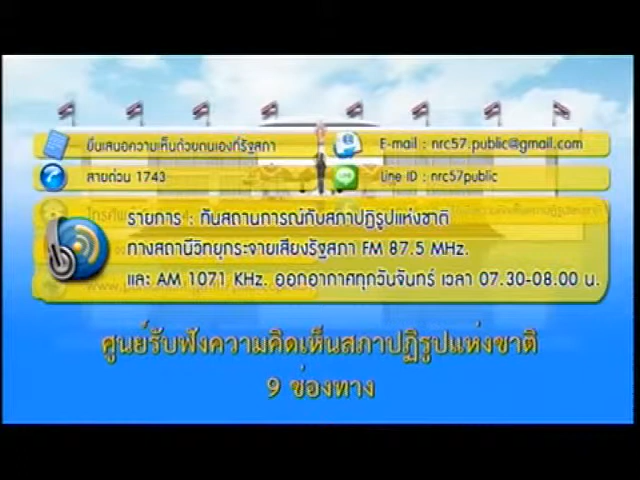 ยื่นเสนอความเห็นด้วยตนเองที่รัฐสภา
E-mail : nrc57.public@gmail.com
สายด่วน 1743
Line ID : nrc57public
รายการ : ทันสถานการณ์กับสภาปฏิรูปแห่งชาติ
ทางสถานีวิทยุกระจายเสียงรัฐสภา FM 87.5 MHz.
และ AM 1071 KHz. ออกอากาศทุกวันจันทร์ เวลา 07.30-08.00 น.
ศูนย์รับฟังความคิดเห็นสภาปฏิรูปแห่งชาติ
9 ช่องทาง